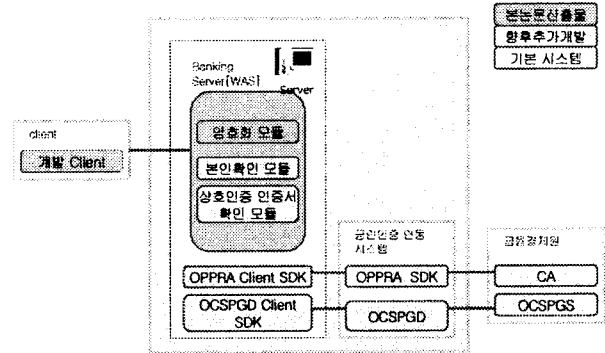 본논문산출물
향후추가개발
기본 시스템
Banking
Server[WAS]
Server
암호화 모듈
client
개발 Client
본인확인 모듈
상호인증 인증서
확인 모듈
공인인증 연동
시스템
금융결제원
OPPRA Client SDK
OPPRA SDK
CA
OCSPGD Client
SDK
OCSPGD
OCSPGS